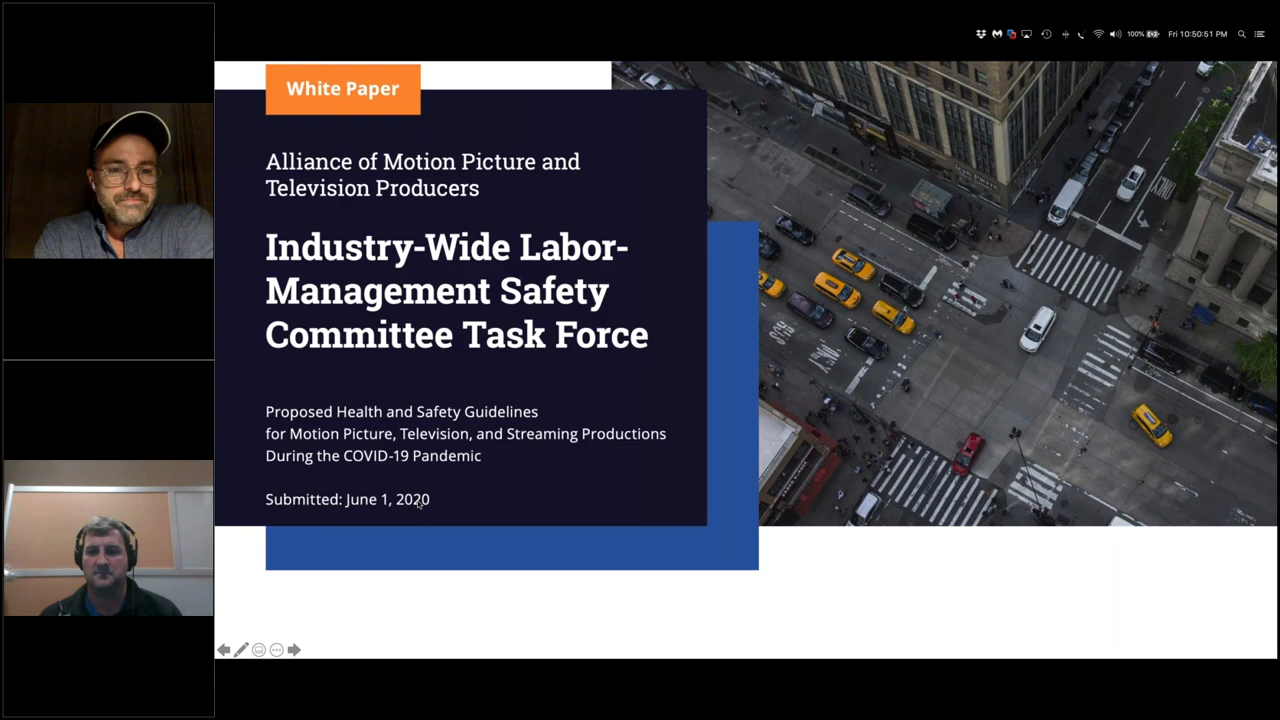 100%
Fri 10:50:51 PM
White Paper
Alliance of Motion Picture and
Television Producers
Industry-Wide Labor-
Management Safety
Committee Task Force
Proposed Health and Safety Guidelines
for Motion Picture, Television, and Streaming Productions
During the COVID-19 Pandemic
Submitted: June 1, 2020